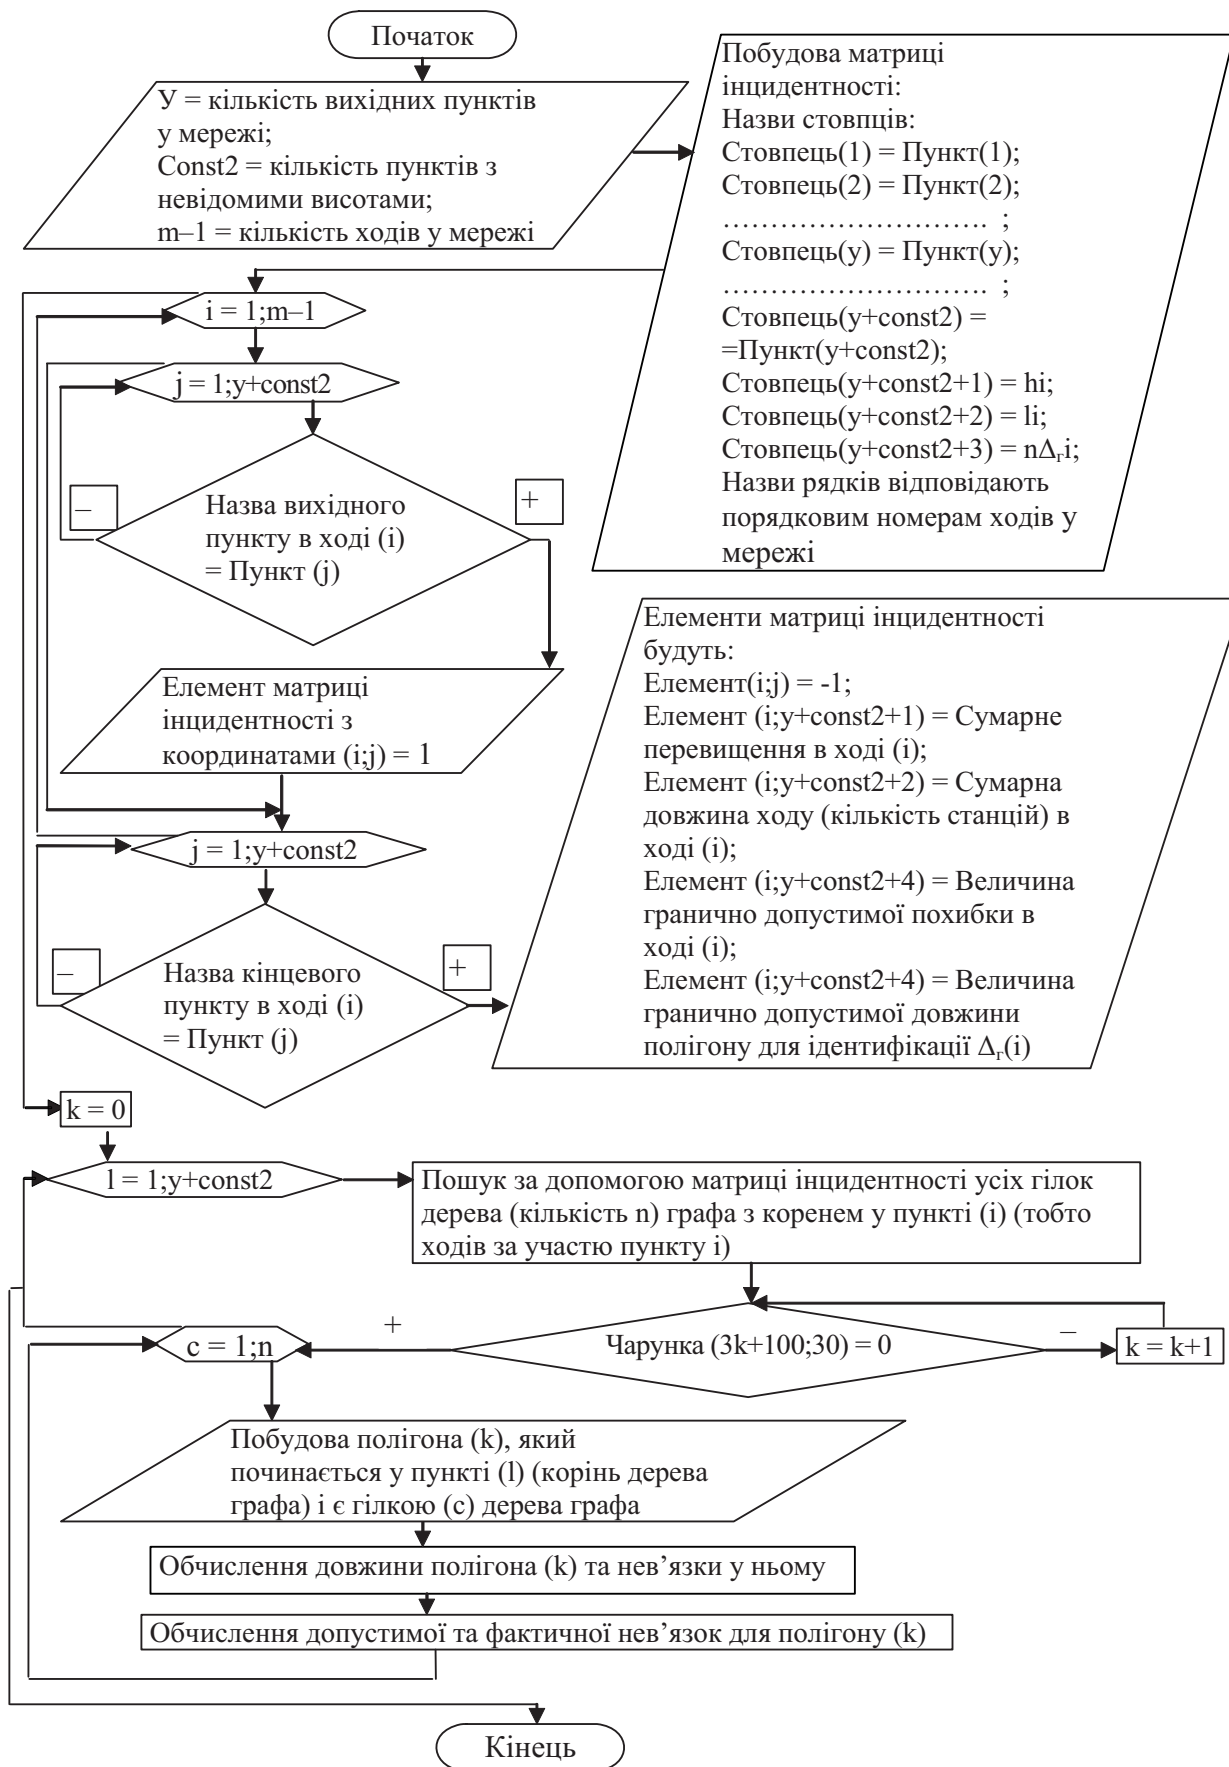 Початок
У = кількість вихідних пунктів
у мережі;
Const2 = кількість пунктів з
невідомими висотами;
m–1 = кількість ходів у мережі
Побудова матриці
інцидентності:
Назви стовпців:
Стовпець(1) = Пункт(1);
Стовпець(2) = Пункт(2);
………………………. ;
Стовпець(y) = Пункт(y);
………………………. ;
Стовпець(y+const2) =
=Пункт(y+const2);
Стовпець(y+const2+1) = hi;
Стовпець(y+const2+2) = li;
Стовпець(y+const2+3) = nΔгi;
Назви рядків відповідають
порядковим номерам ходів у
мережі
i = 1;m–1
j = 1;y+const2
–
Назва вихідного
пункту в ході (i)
= Пункт (j)
+
Елемент матриці
інцидентності з
координатами (i;j) = 1
j = 1;y+const2
–
Назва кінцевого
пункту в ході (i)
= Пункт (j)
+
Елементи матриці інцидентності
будуть:
Елемент(i;j) = -1;
Елемент (i;y+const2+1) = Сумарне
перевищення в ході (i);
Елемент (i;y+const2+2) = Сумарна
довжина ходу (кількість станцій) в
ході (i);
Елемент (i;y+const2+4) = Величина
гранично допустимої похибки в
ході (i);
Елемент (i;y+const2+4) = Величина
гранично допустимої довжини
полігону для ідентифікації Δг(i)
k = 0
l = 1;y+const2
Пошук за допомогою матриці інцидентності усіх гілок
дерева (кількість n) графа з коренем у пункті (i) (тобто
ходів за участю пункту i)
c = 1;n
+
Чарунка (3k+100;30) = 0
–
k = k+1
Побудова полігона (k), який
починається у пункті (l) (корінь дерева
графа) і є гілкою (c) дерева графа
Обчислення довжини полігона (k) та нев’язки у ньому
Обчислення допустимої та фактичної нев’язок для полігону (k)
Кінець